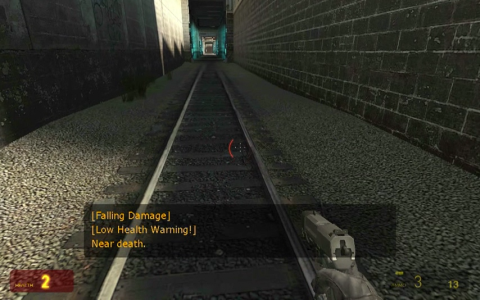 [Falling Damage]
[Low Health Warning!]
Near death.
2
3
13